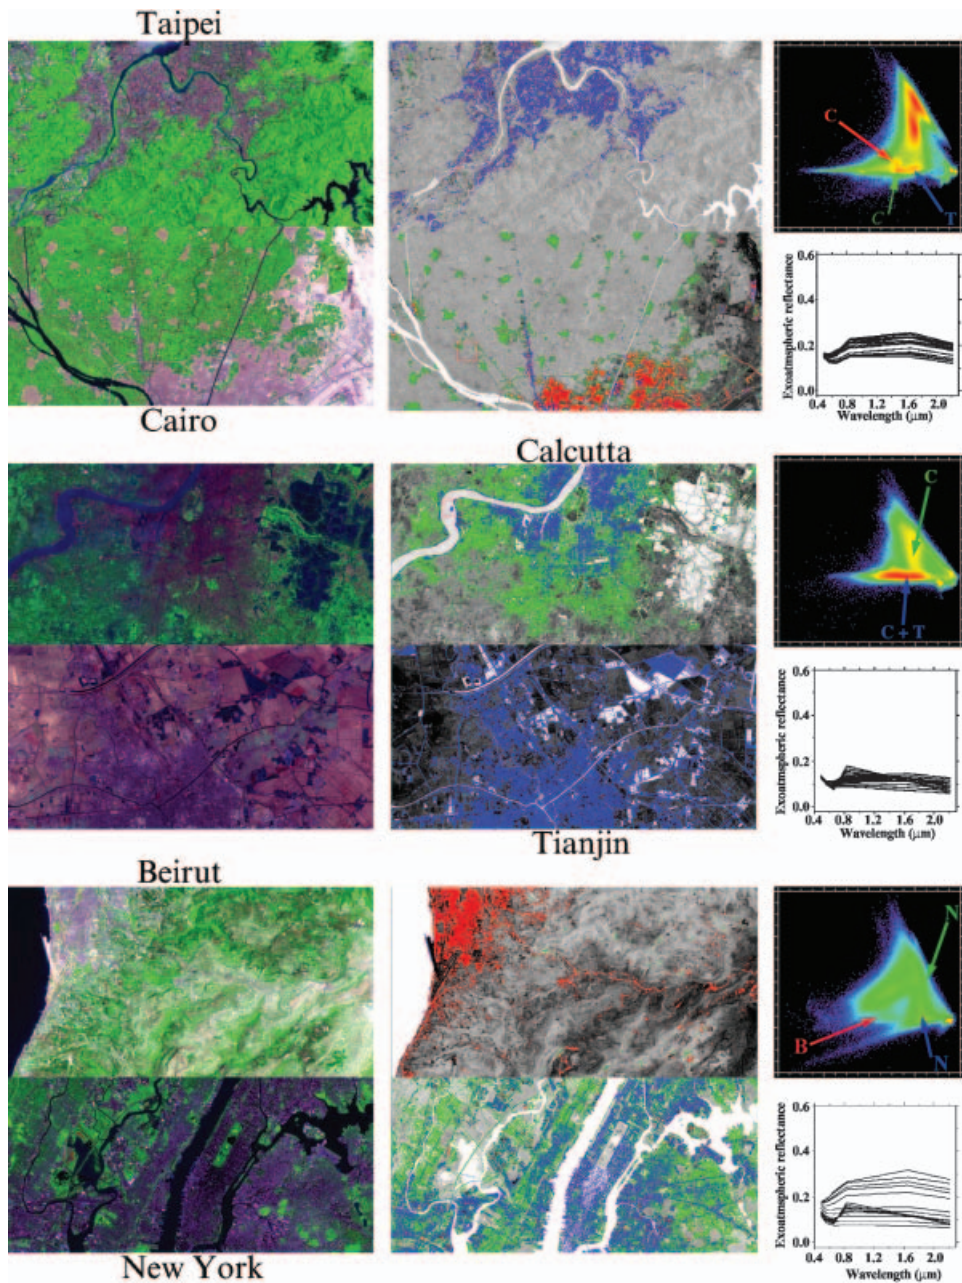 Taipei
C
C
T
Exoatmspheric reflectance
0.6
0.4
0.2
0.0
0.4 0.8 1.2 1.6 2.0
Wavelength (μm)
Cairo
Calcutta
C
C + T
Exoatmspheric reflectance
0.6
0.4
0.2
0.0
0.4 0.8 1.2 1.6 2.0
Wavelength (μm)
Tianjin
Beirut
N
B
N
Exoatmspheric reflectance
0.6
0.4
0.2
0.0
0.4 0.8 1.2 1.6 2.0
Wavelength (μm)
New York